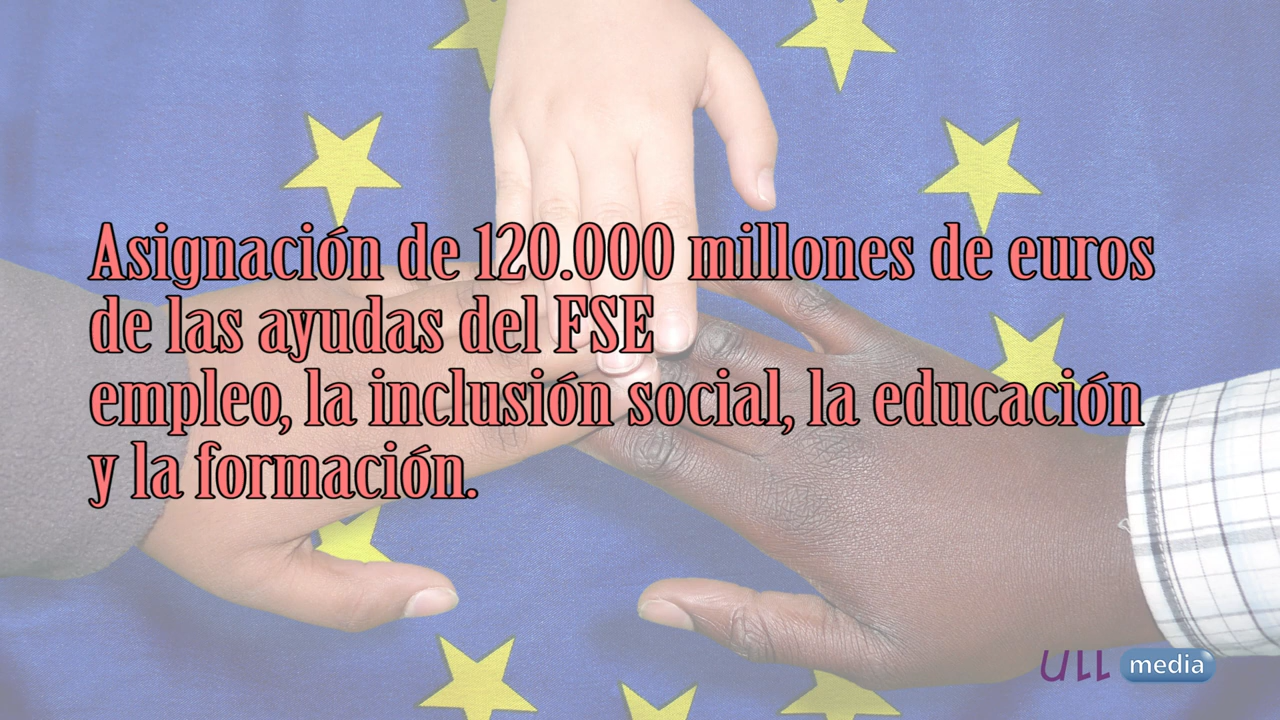 Asignación de 120.000 millones de euros
de las ayudas del FSE
empleo, la inclusión social, la educación
y la formación.
ULL media